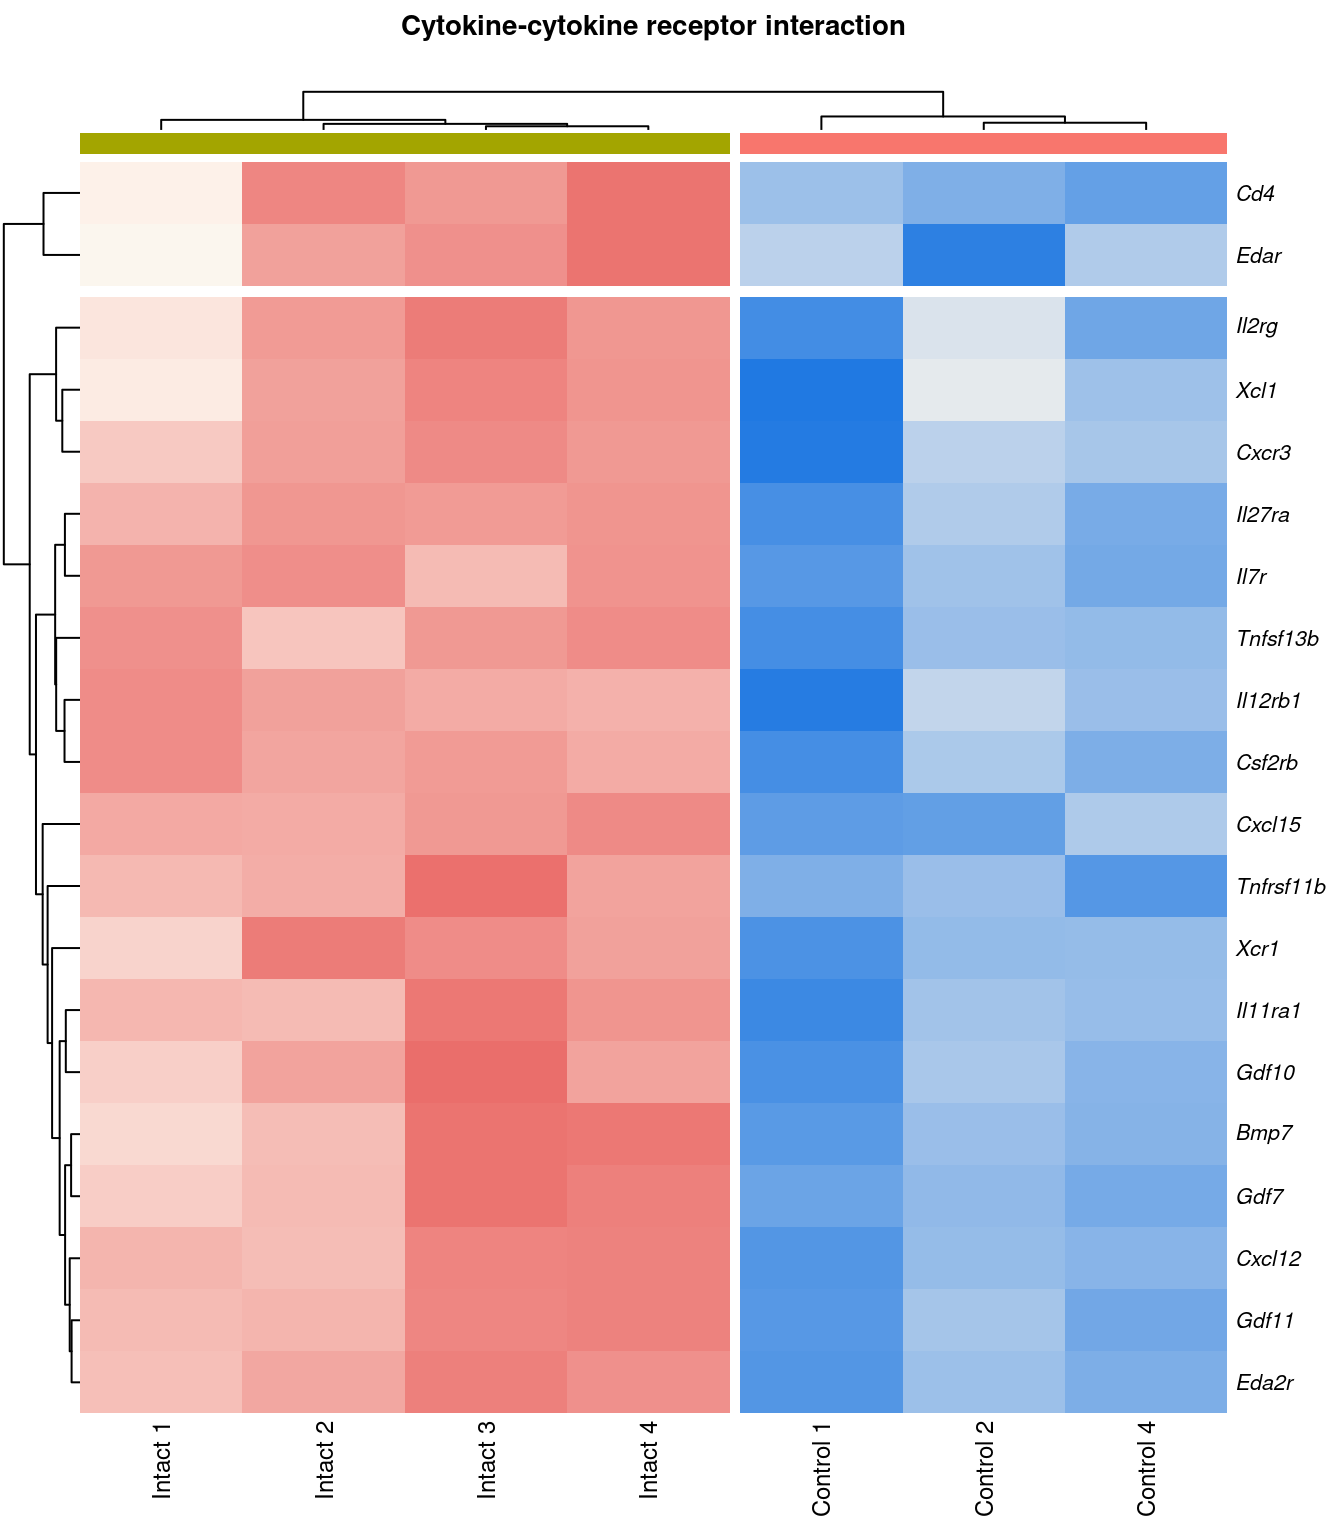 Cytokine-cytokine receptor interaction
Cd4
Edar
Il2rg
Xcl1
Cxcr3
Il27ra
Il7r
Tnfsf13b
Il12rb1
Csf2rb
Cxcl15
Tnfrsf11b
Xcr1
Il11ra1
Gdf10
Bmp7
Gdf7
Cxcl12
Gdf11
Eda2r
Intact 1
Intact 2
Intact 3
Intact 4
Control 1
Control 2
Control 4